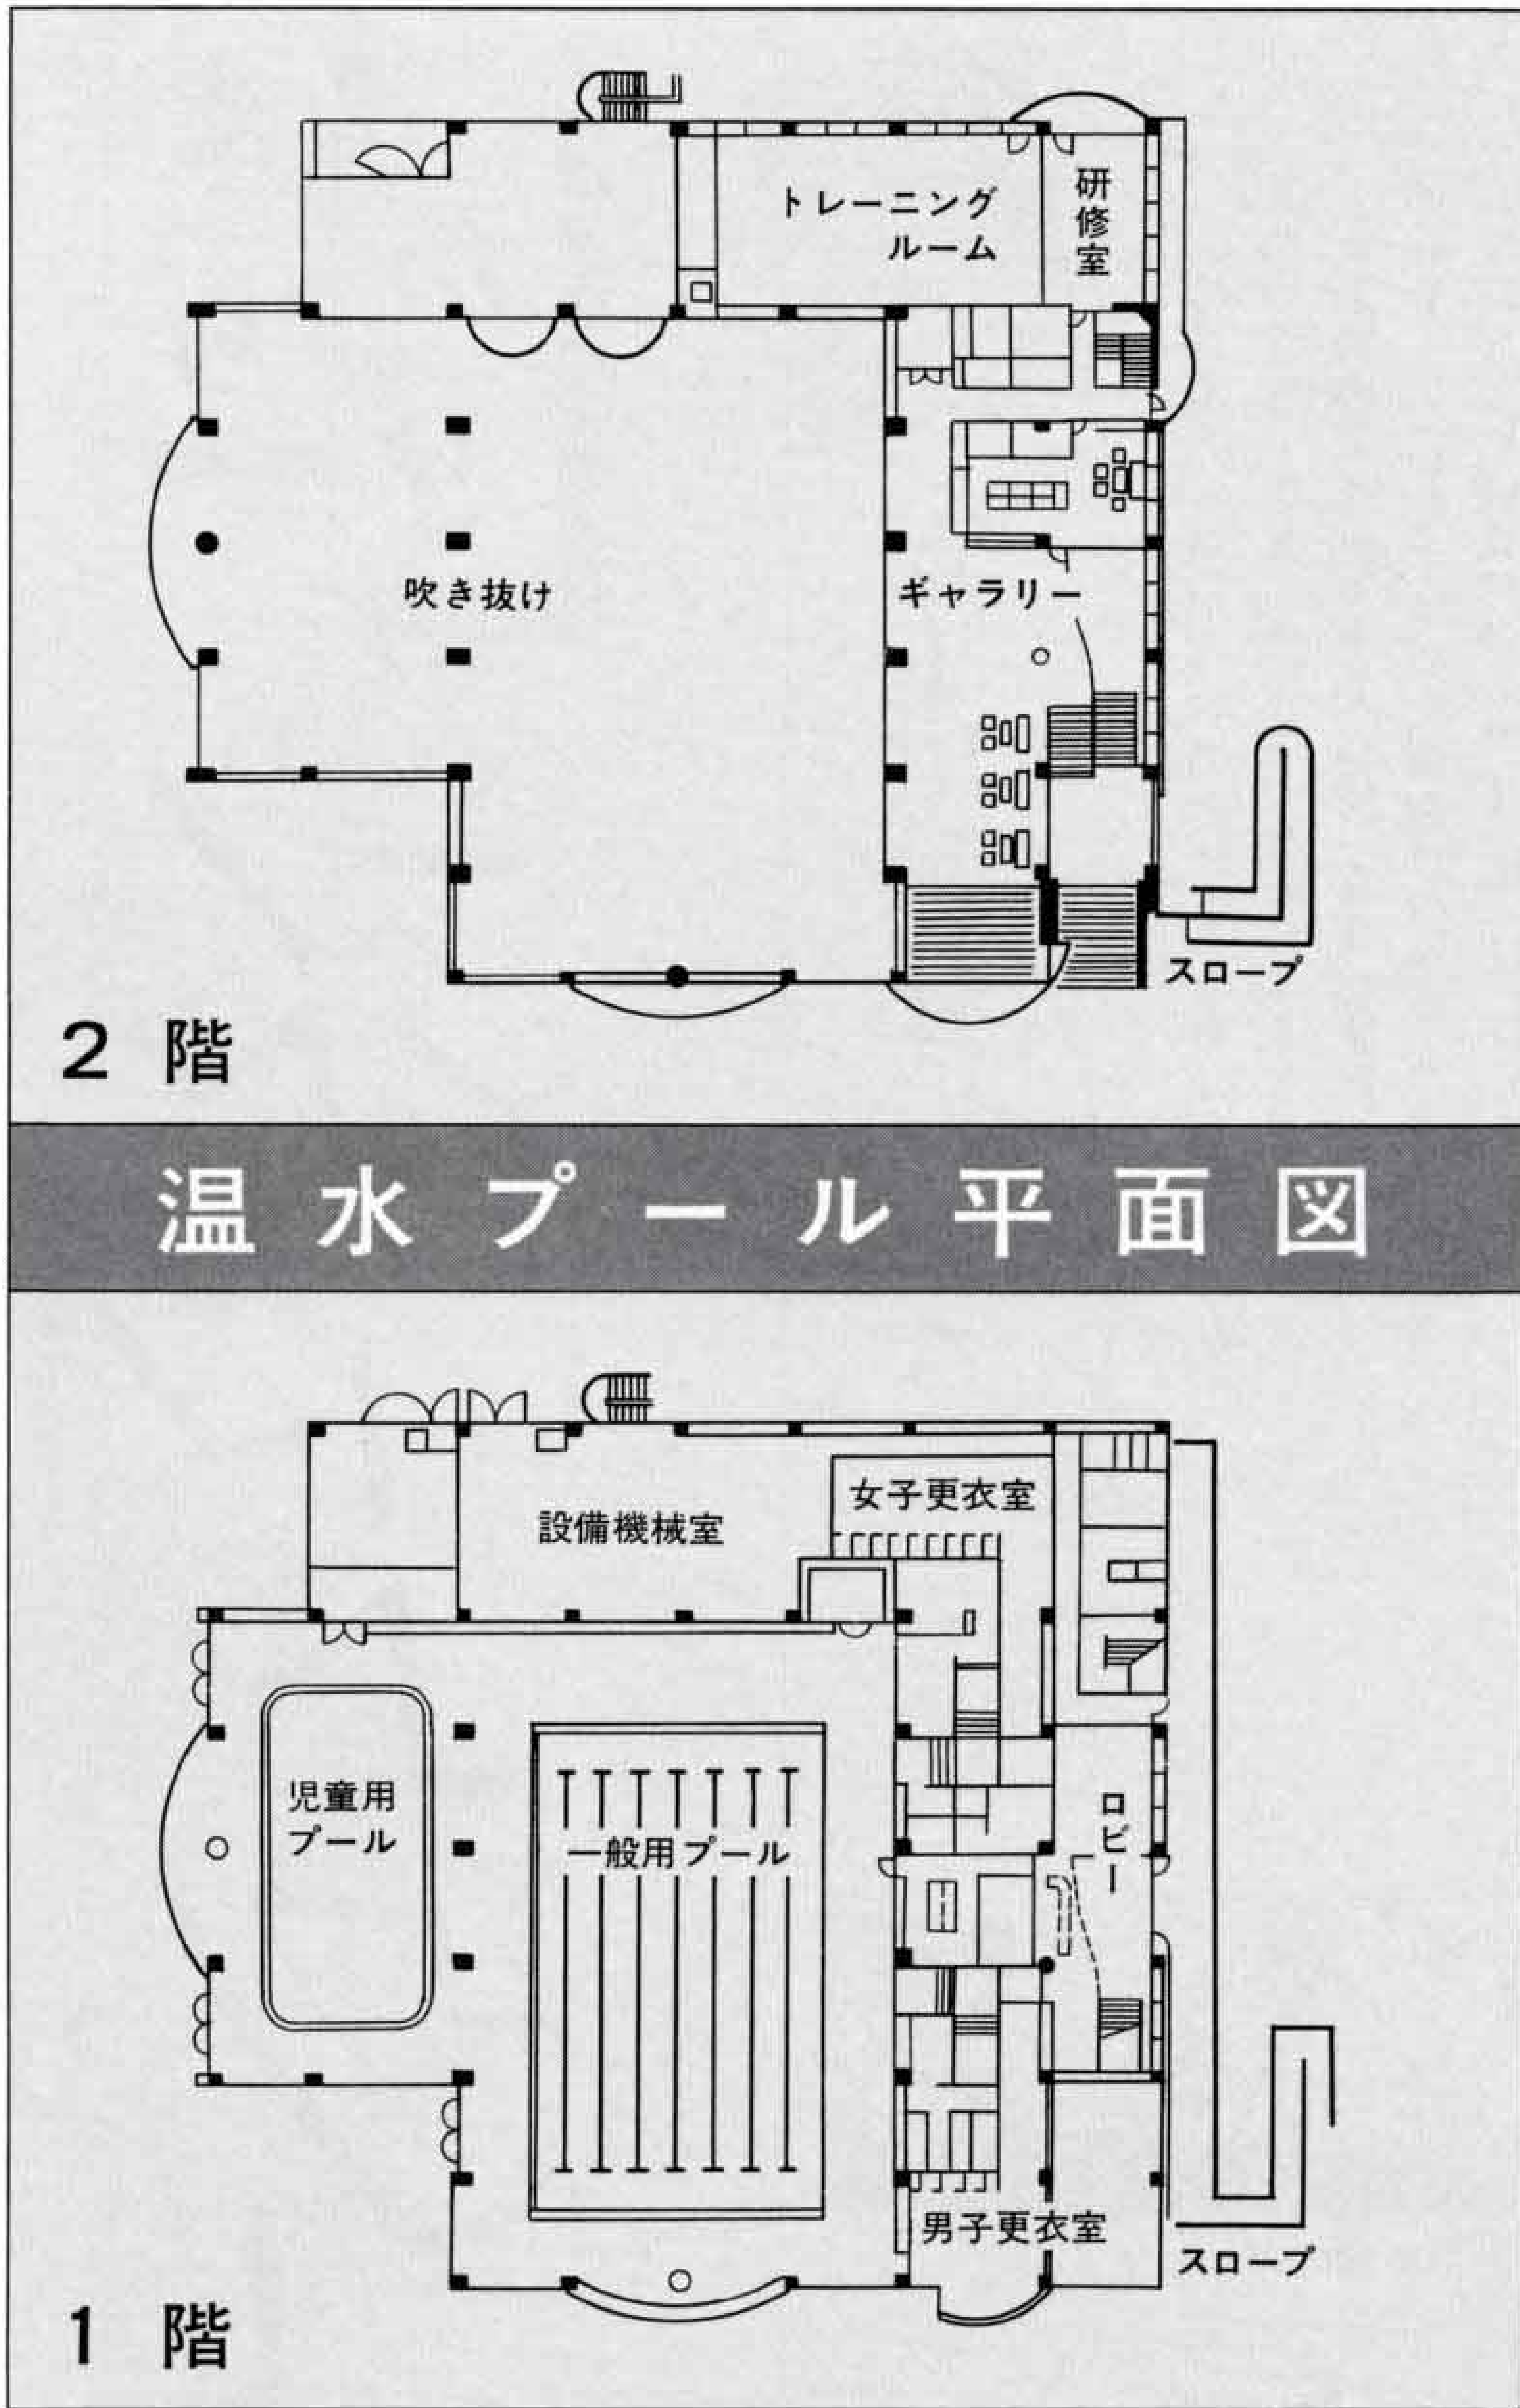 トレーニング
ルーム
研修室
吹き抜け
ギャラリー
スロープ
2 階
温水プール平面図
女子更衣室
設備機械室
児童用
プール
一般用プール
ロビー
男子更衣室
スロープ
1 階